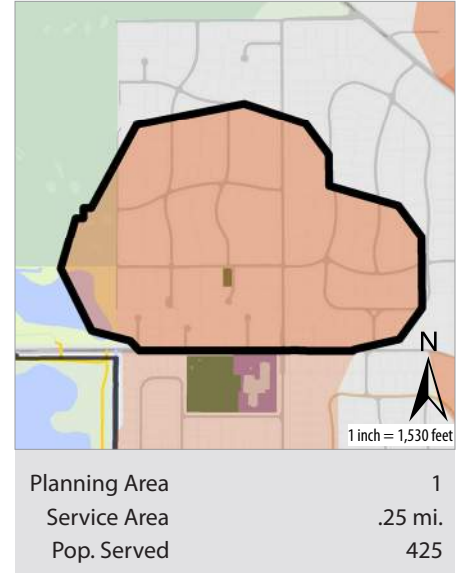 N
1 inch = 1,530 feet
Planning Area 1
Service Area .25 mi.
Pop. Served 425